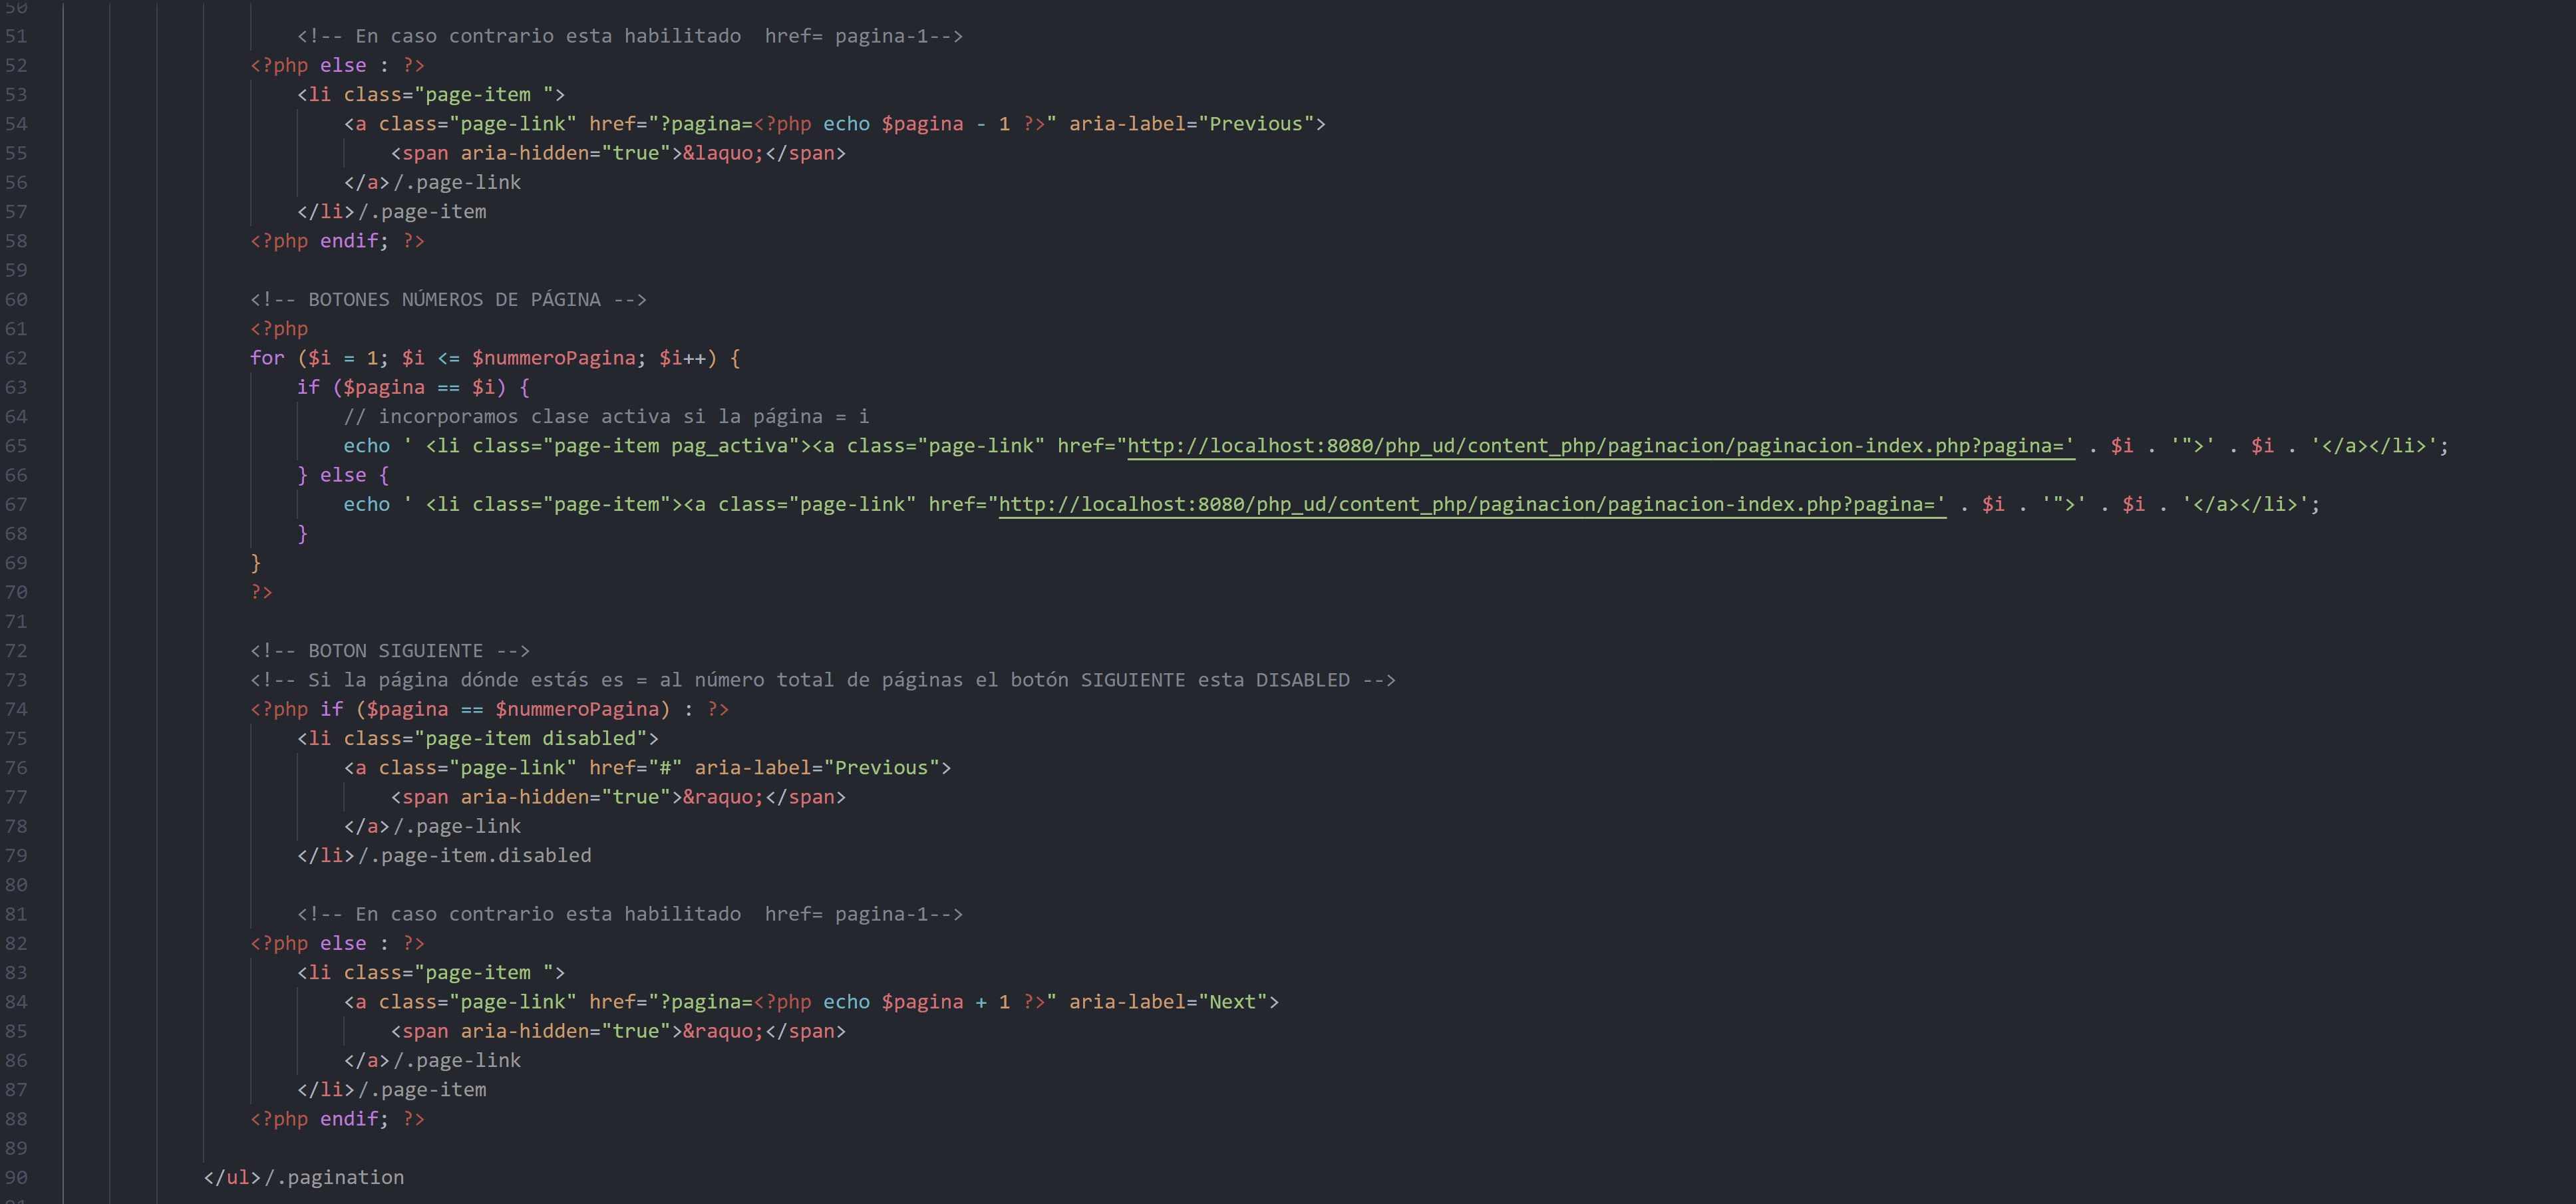 50
51 <!-- En caso contrario esta habilitado  href= pagina-1-->
52 <?php else : ?>
53 <li class="page-item ">
54 <a class="page-link" href="?pagina=<?php echo $pagina - 1 ?>" aria-label="Previous">
55 <span aria-hidden="true">&laquo;</span>
56 </a>/.page-link
57 </li>/.page-item
58 <?php endif; ?>
59
60 <!-- BOTONES NÚMEROS DE PÁGINA -->
61 <?php
62 for ($i = 1; $i <= $nummeroPagina; $i++) {
63 if ($pagina == $i) {
64 // incorporamos clase activa si la página = i
65 echo ' <li class="page-item pag_activa"><a class="page-link" href="http://localhost:8080/php_ud/content_php/paginacion/paginacion-index.php?pagina=' . $i . '">' . $i . '</a></li>';
66 } else {
67 echo ' <li class="page-item"><a class="page-link" href="http://localhost:8080/php_ud/content_php/paginacion/paginacion-index.php?pagina=' . $i . '">' . $i . '</a></li>';
68 }
69 }
70 ?>
71
72 <!-- BOTON SIGUIENTE -->
73 <!-- Si la página dónde estás es = al número total de páginas el botón SIGUIENTE esta DISABLED -->
74 <?php if ($pagina == $nummeroPagina) : ?>
75 <li class="page-item disabled">
76 <a class="page-link" href="#" aria-label="Previous">
77 <span aria-hidden="true">&raquo;</span>
78 </a>/.page-link
79 </li>/.page-item.disabled
80
81 <!-- En caso contrario esta habilitado  href= pagina-1-->
82 <?php else : ?>
83 <li class="page-item ">
84 <a class="page-link" href="?pagina=<?php echo $pagina + 1 ?>" aria-label="Next">
85 <span aria-hidden="true">&raquo;</span>
86 </a>/.page-link
87 </li>/.page-item
88 <?php endif; ?>
89
90 </ul>/.pagination
91